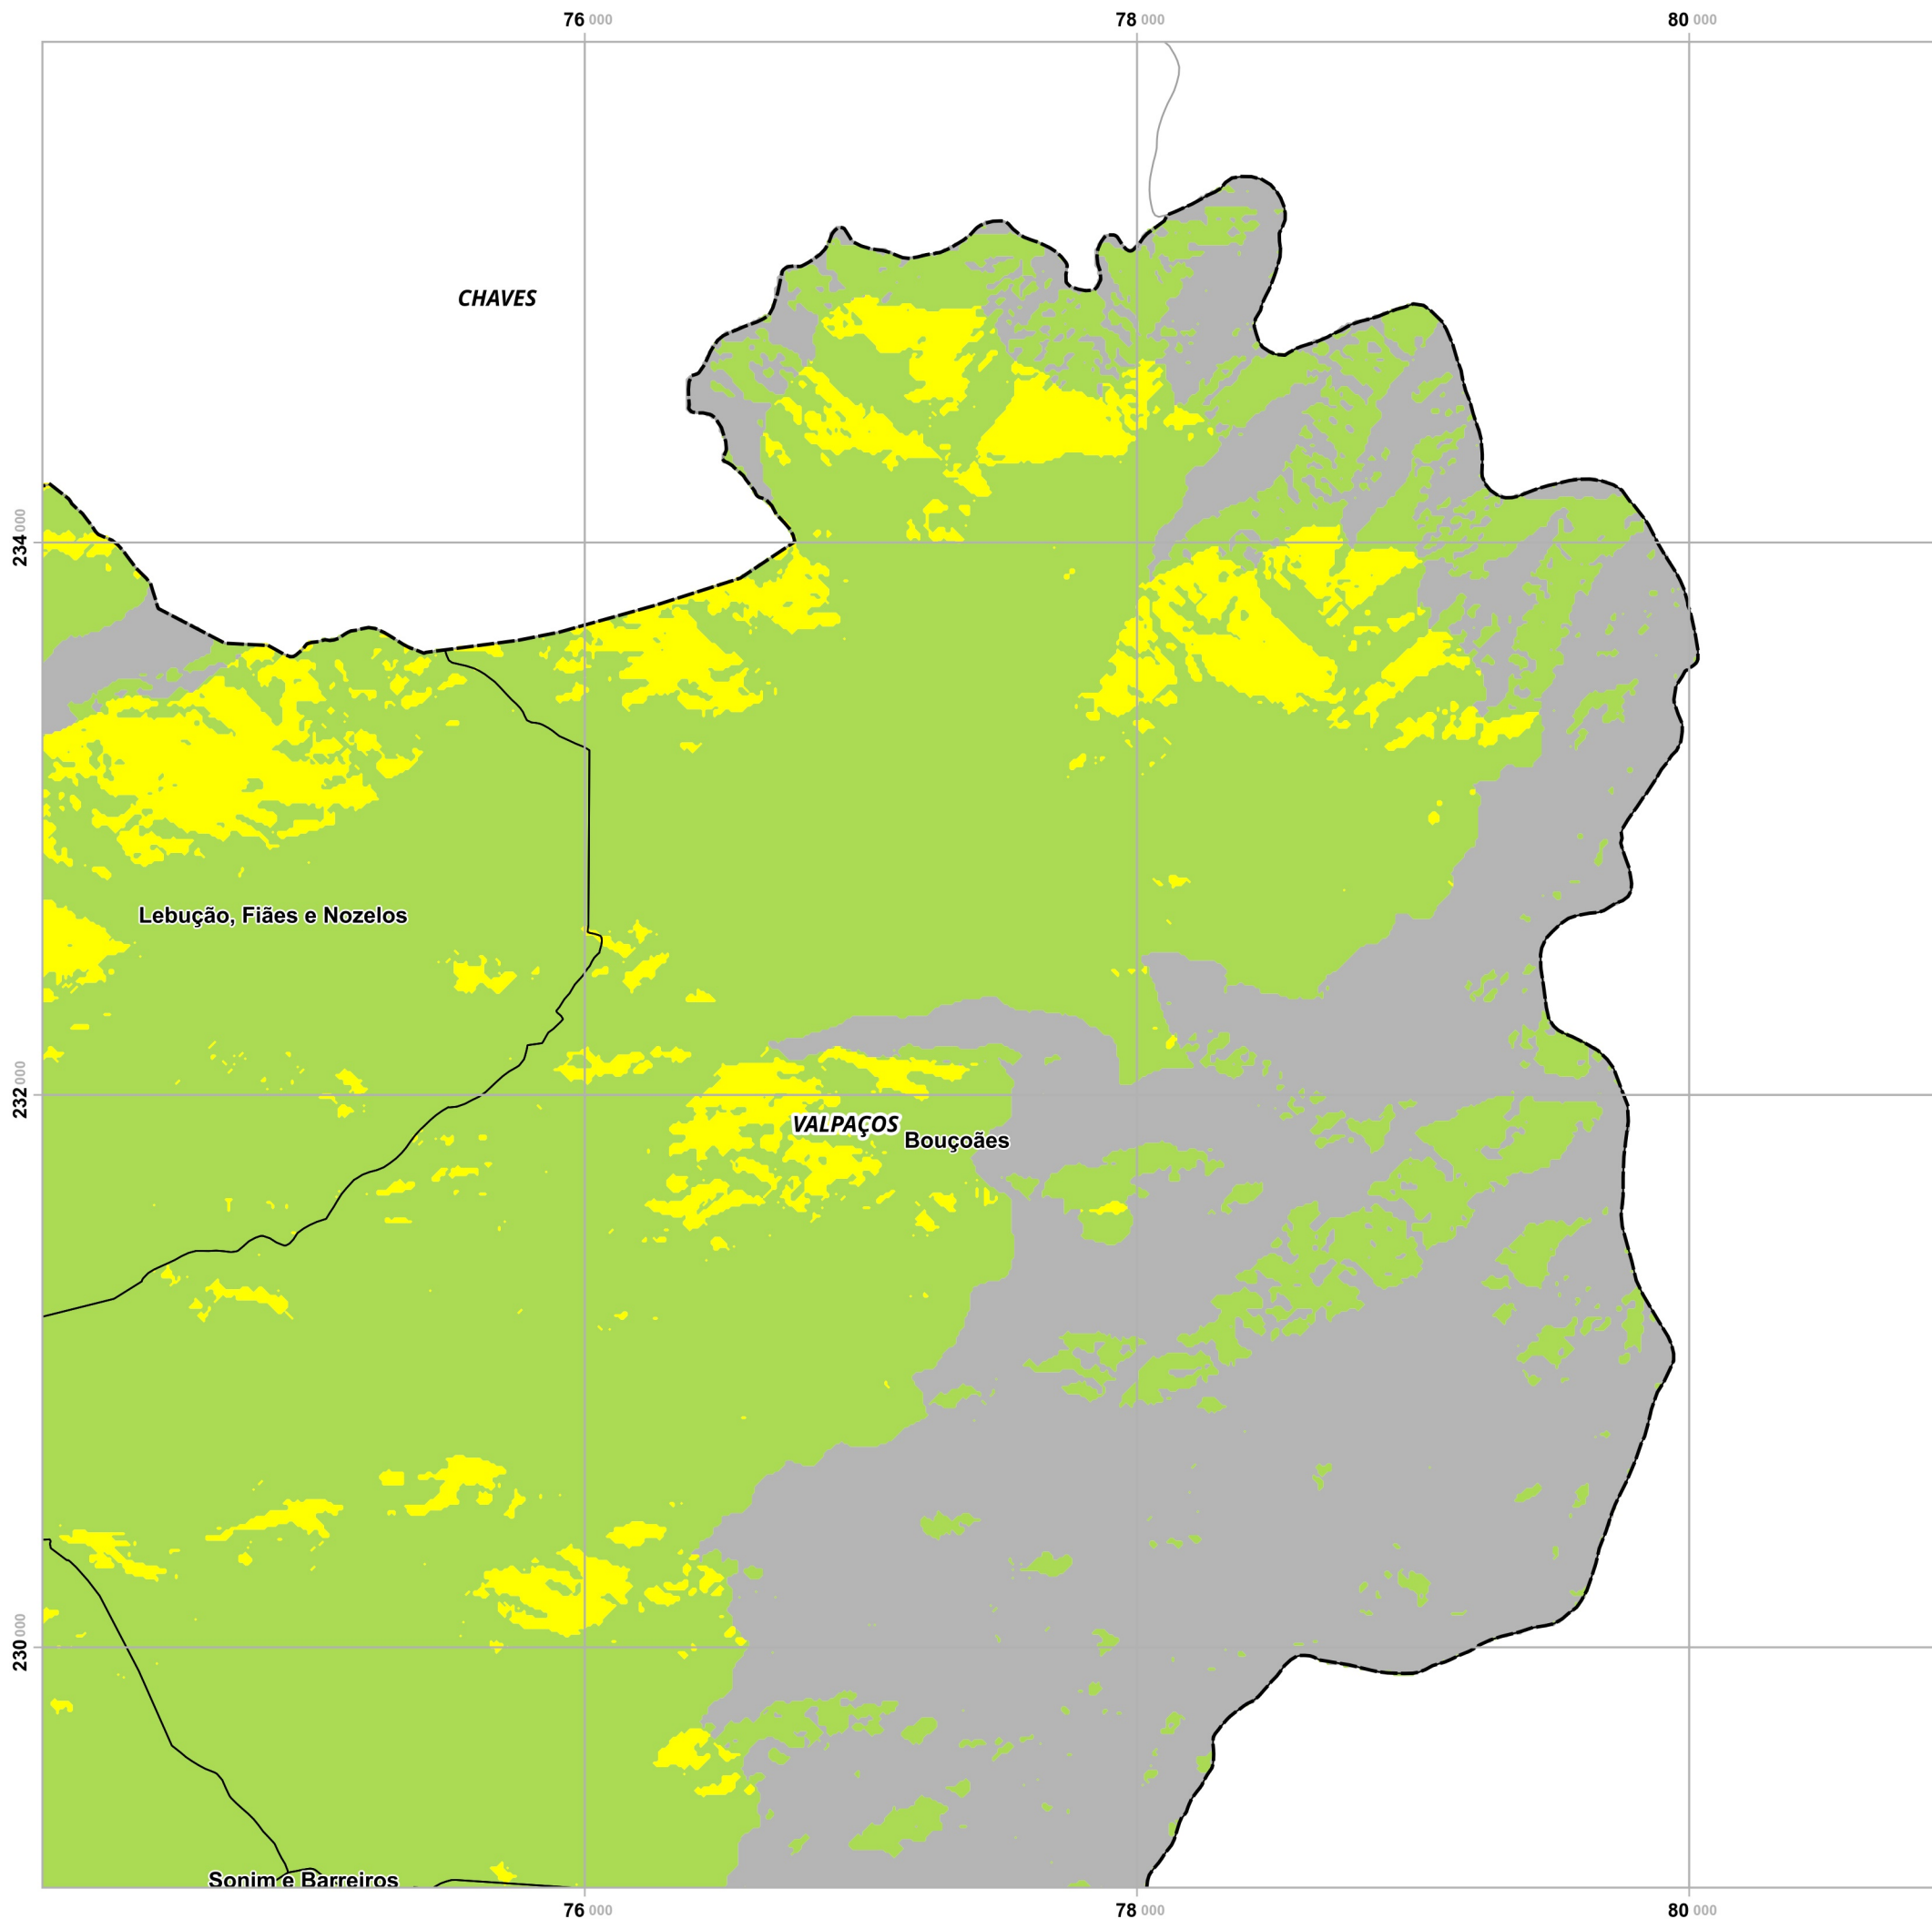 76 000
78 000
80 000
CHAVES
234 000
Lebução, Fiães e Nozelos
232 000
VALPAÇOS
Bouçoães
230 000
Sonim e Barreiros
76 000
78 000
80 000